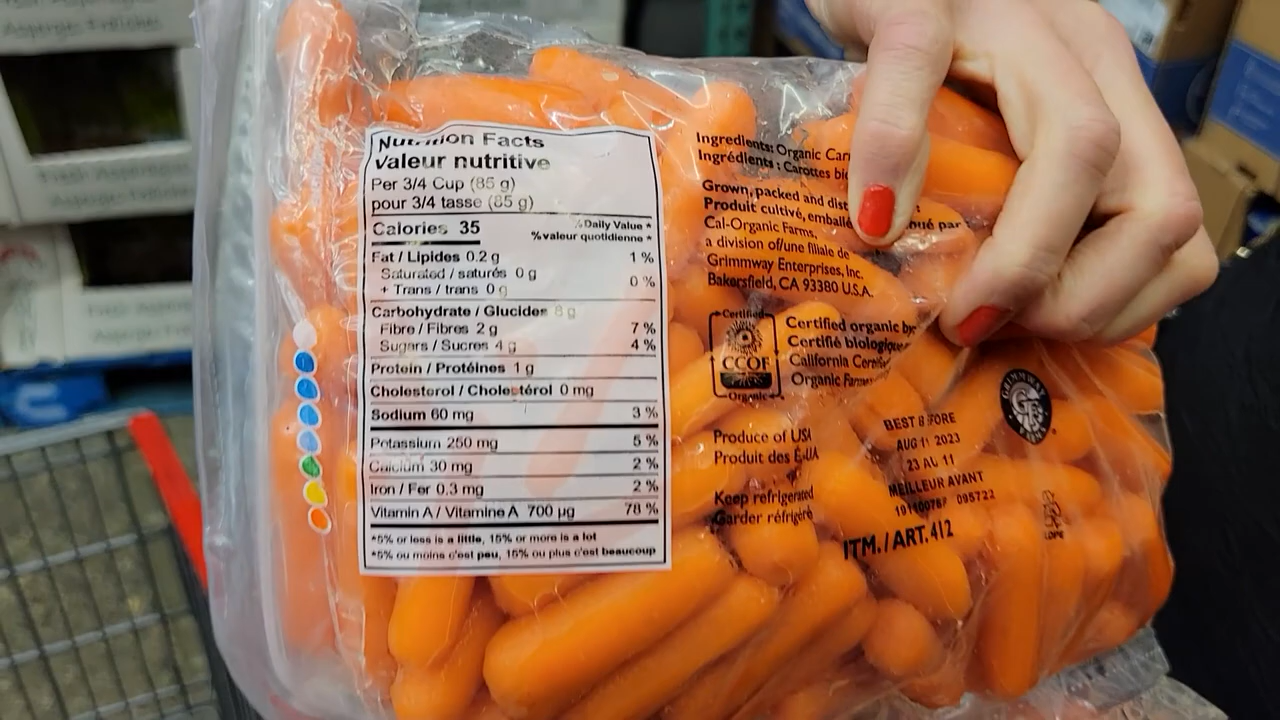 Nutrition Facts
Valeur nutritive
Per 3/4 Cup (85 g)
pour 3/4 tasse (85 g)
Calories 35
% Daily Value *
% valeur quotidienne *
Fat / Lipides 0.2 g 1 %
Saturated / saturés 0 g
+ Trans / trans 0 g
0 %
Carbohydrate / Glucides 8 g
Fibre / Fibres 2 g 7 %
Sugars / Sucres 4 g 4 %
Protein / Protéines 1 g
Cholesterol / Cholestérol 0 mg
Sodium 60 mg 3 %
Potassium 250 mg 5 %
Calcium 30 mg 2 %
Iron / Fer 0.3 mg 2 %
Vitamin A / Vitamine A 700 µg 78 %
*5% or less is a little, 15% or more is a lot
*5% ou moins c'est peu, 15% ou plus c'est beaucoup
Ingredients: Organic
Ingrédients : Carottes
Grown, packed and
Produit cultivé, emballé
Cal-Organic Farms,
a division of/une filiale de
Grimmway Enterprises, Inc.
Bakersfield, CA 93380 U.S.A.
Certified
CCOF
Organic
Certified organic by:
Certifié biologique
California Certified
Organic Farmers
Produce of USA
Produit des É-UA
Keep refrigerated
Garder réfrigéré
BEST BEFORE
AUG 11 2023
23 AU 11
MEILLEUR AVANT
095722
ITM. / ART. 412
GRIMMWAY